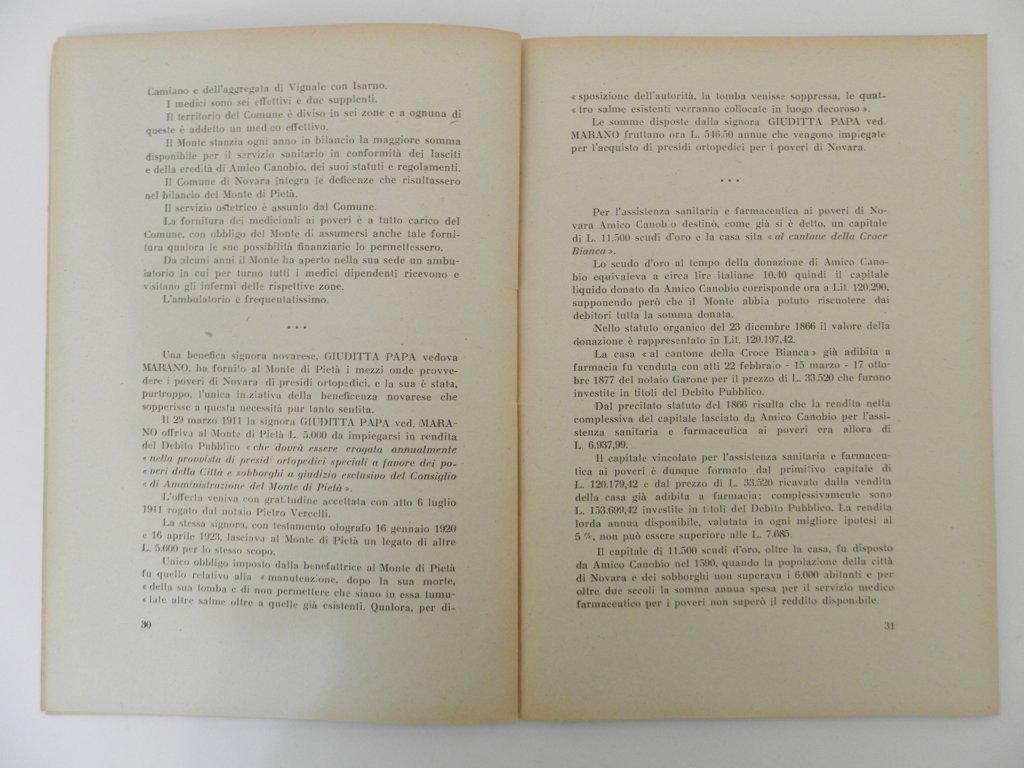 Camiano e dell'aggregata di Vignale con Isarno.
I medici sono sei effettivi e due supplenti.
Il territorio del Comune è diviso in sei zone e a ognuna di
queste è addetto un medico effettivo.
Il Monte stanzia ogni anno in bilancio la maggiore somma
disponibile per il servizio sanitario in conformità dei lasciti
e della eredità di Amico Canobio, dei suoi statuti e regolamenti.
Il Comune di Novara integra le deficenze che risultassero
nel bilancio del Monte di Pietà.
Il servizio ostetrico è assunto dal Comune.
La fornitura dei medicinali ai poveri è a tutto carico del
Comune, con obbligo del Monte di assumersi anche tale forni-
tura qualora le sue possibilità finanziarie lo permettessero.
Da alcuni anni il Monte ha aperto nella sua sede un ambu-
latorio in cui per turno tutti i medici dipendenti ricevono e
visitano gli infermi delle rispettive zone.
L'ambulatorio è frequentatissimo.
* * *
Una benefica signora novarese, GIUDITTA PAPA vedova
MARANO, ha fornito al Monte di Pietà i mezzi onde provve-
dere i poveri di Novara di presidi ortopedici, e la sua è stata,
purtroppo, l'unica iniziativa della beneficenza novarese che
sopperisse a questa necessità pur tanto sentita.
Il 29 marzo 1911 la signora GIUDITTA PAPA ved. MARA-
NO offriva al Monte di Pietà L. 5.000 da impiegarsi in rendita
del Debito Pubblico « che dovrà essere erogata annualmente
« nella provvista di presidi ortopedici speciali a favore dei po-
« veri della Città e sobborghi a giudizio esclusivo del Consiglio
« di Amministrazione del Monte di Pietà ».
L'offerta veniva con gratitudine accettata con atto 6 luglio
1911 rogato dal notaio Pietro Vercelli.
La stessa signora, con testamento olografo 16 gennaio 1920
e 16 aprile 1923, lasciava al Monte di Pietà un legato di altre
L. 5.000 per lo stesso scopo.
Unico obbligo imposto dalla benefattrice al Monte di Pietà
fu quello relativo alla « manutenzione, dopo la sua morte,
« della sua tomba e di non permettere che siano in essa tumu-
« late altre salme oltre a quelle già esistenti. Qualora, per di-
30
« sposizione dell'autorità, la tomba venisse soppressa, le quat-
« tro salme esistenti verranno collocate in luogo decoroso ».
Le somme disposte dalla signora GIUDITTA PAPA ved.
MARANO fruttano ora L. 546.50 annue che vengono impiegate
per l'acquisto di presidi ortopedici per i poveri di Novara.
* * *
Per l'assistenza sanitaria e farmaceutica ai poveri di No-
vara Amico Canobio destinò, come già si è detto, un capitale
di L. 11.500 scudi d'oro e la casa sita « al cantone della Croce
Bianca ».
Lo scudo d'oro al tempo della donazione di Amico Cano-
bio equivaleva a circa lire italiane 10,40 quindi il capitale
liquido donato da Amico Canobio corrisponde ora a Lit. 120.290,
supponendo però che il Monte abbia potuto riscuotere dai
debitori tutta la somma donata.
Nello statuto organico del 23 dicembre 1866 il valore della
donazione è rappresentato in Lit. 120.197,42.
La casa « al cantone della Croce Bianca » già adibita a
farmacia fu venduta con atti 22 febbraio - 15 marzo - 17 otto-
bre 1877 del notaio Garone per il prezzo di L. 33.520 che furono
investite in titoli del Debito Pubblico.
Dal precitato statuto del 1866 risulta che la rendita netta
complessiva del capitale lasciato da Amico Canobio per l'assi-
stenza sanitaria e farmaceutica ai poveri era allora di
L. 6.937,99.
Il capitale vincolato per l'assistenza sanitaria e farmaceu-
tica ai poveri è dunque formato dal primitivo capitale di
L. 120.179,42 e dal prezzo di L. 33.520 ricavato dalla vendita
della casa già adibita a farmacia: complessivamente sono
L. 153.699,42 investite in titoli del Debito Pubblico. La rendita
lorda annua disponibile, valutata in ogni migliore ipotesi al
5 %, non può essere superiore alle L. 7.685.
Il capitale di 11.500 scudi d'oro, oltre la casa, fu disposto
da Amico Canobio nel 1590, quando la popolazione della città
di Novara e dei sobborghi non superava i 6.000 abitanti e per
oltre due secoli la somma annua spesa per il servizio medico
farmaceutico per i poveri non superò il reddito disponibile.
31